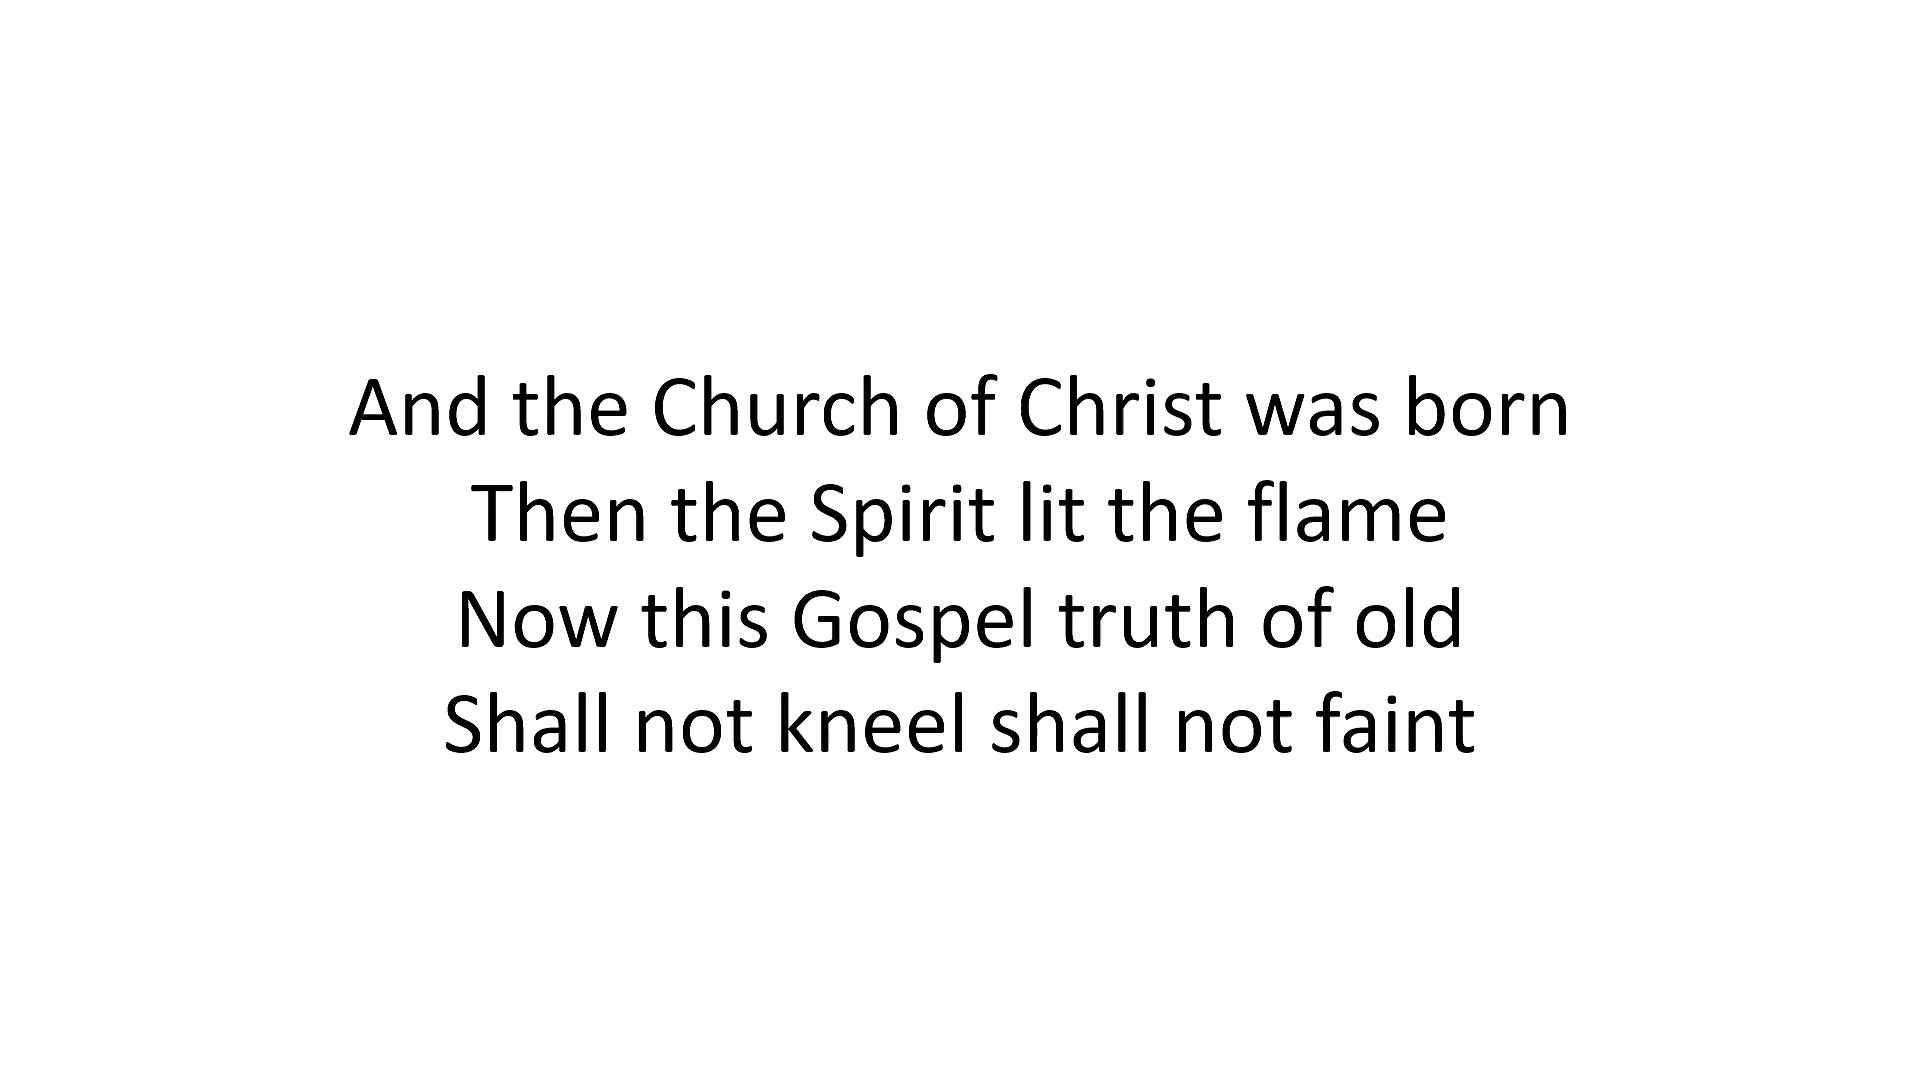 And the Church of Christ was born
Then the Spirit lit the flame
Now this Gospel truth of old
Shall not kneel shall not faint